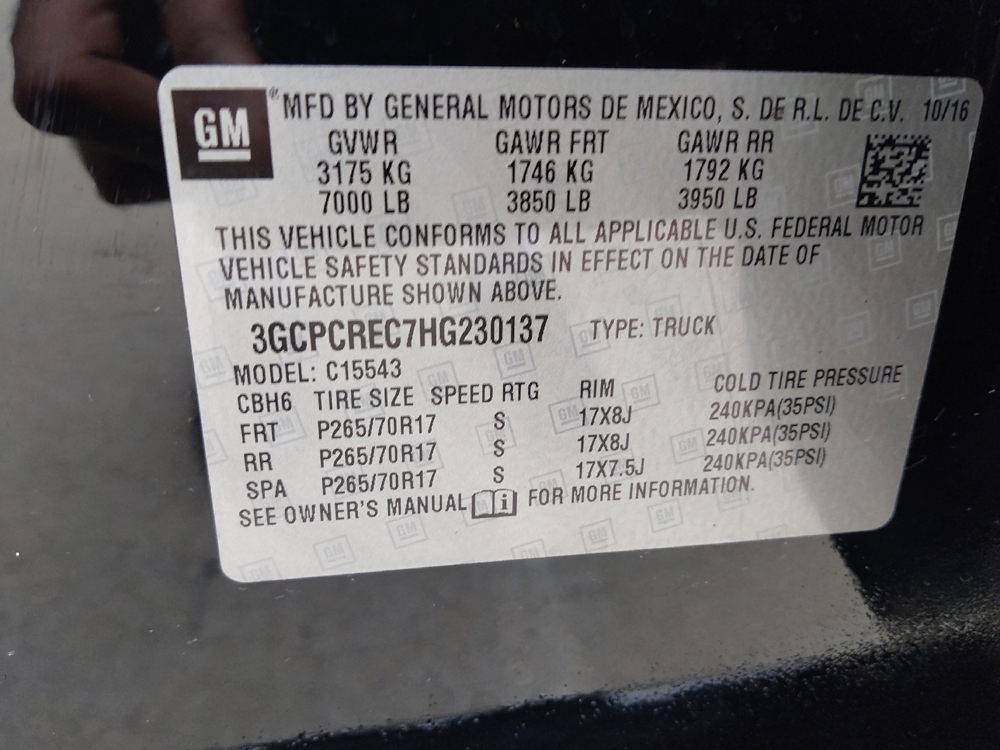 GM ® MFD BY GENERAL MOTORS DE MEXICO, S. DE R.L. DE C.V. 10/16
GVWR GAWR FRT GAWR RR
3175 KG 1746 KG 1792 KG
7000 LB 3850 LB 3950 LB
THIS VEHICLE CONFORMS TO ALL APPLICABLE U.S. FEDERAL MOTOR
VEHICLE SAFETY STANDARDS IN EFFECT ON THE DATE OF
MANUFACTURE SHOWN ABOVE.
3GCPCREC7HG230137 TYPE: TRUCK
MODEL: C15543
CBH6 TIRE SIZE SPEED RTG RIM COLD TIRE PRESSURE
FRT P265/70R17 S 17X8J 240KPA(35PSI)
RR P265/70R17 S 17X8J 240KPA(35PSI)
SPA P265/70R17 S 17X7.5J 240KPA(35PSI)
SEE OWNER'S MANUAL i FOR MORE INFORMATION.